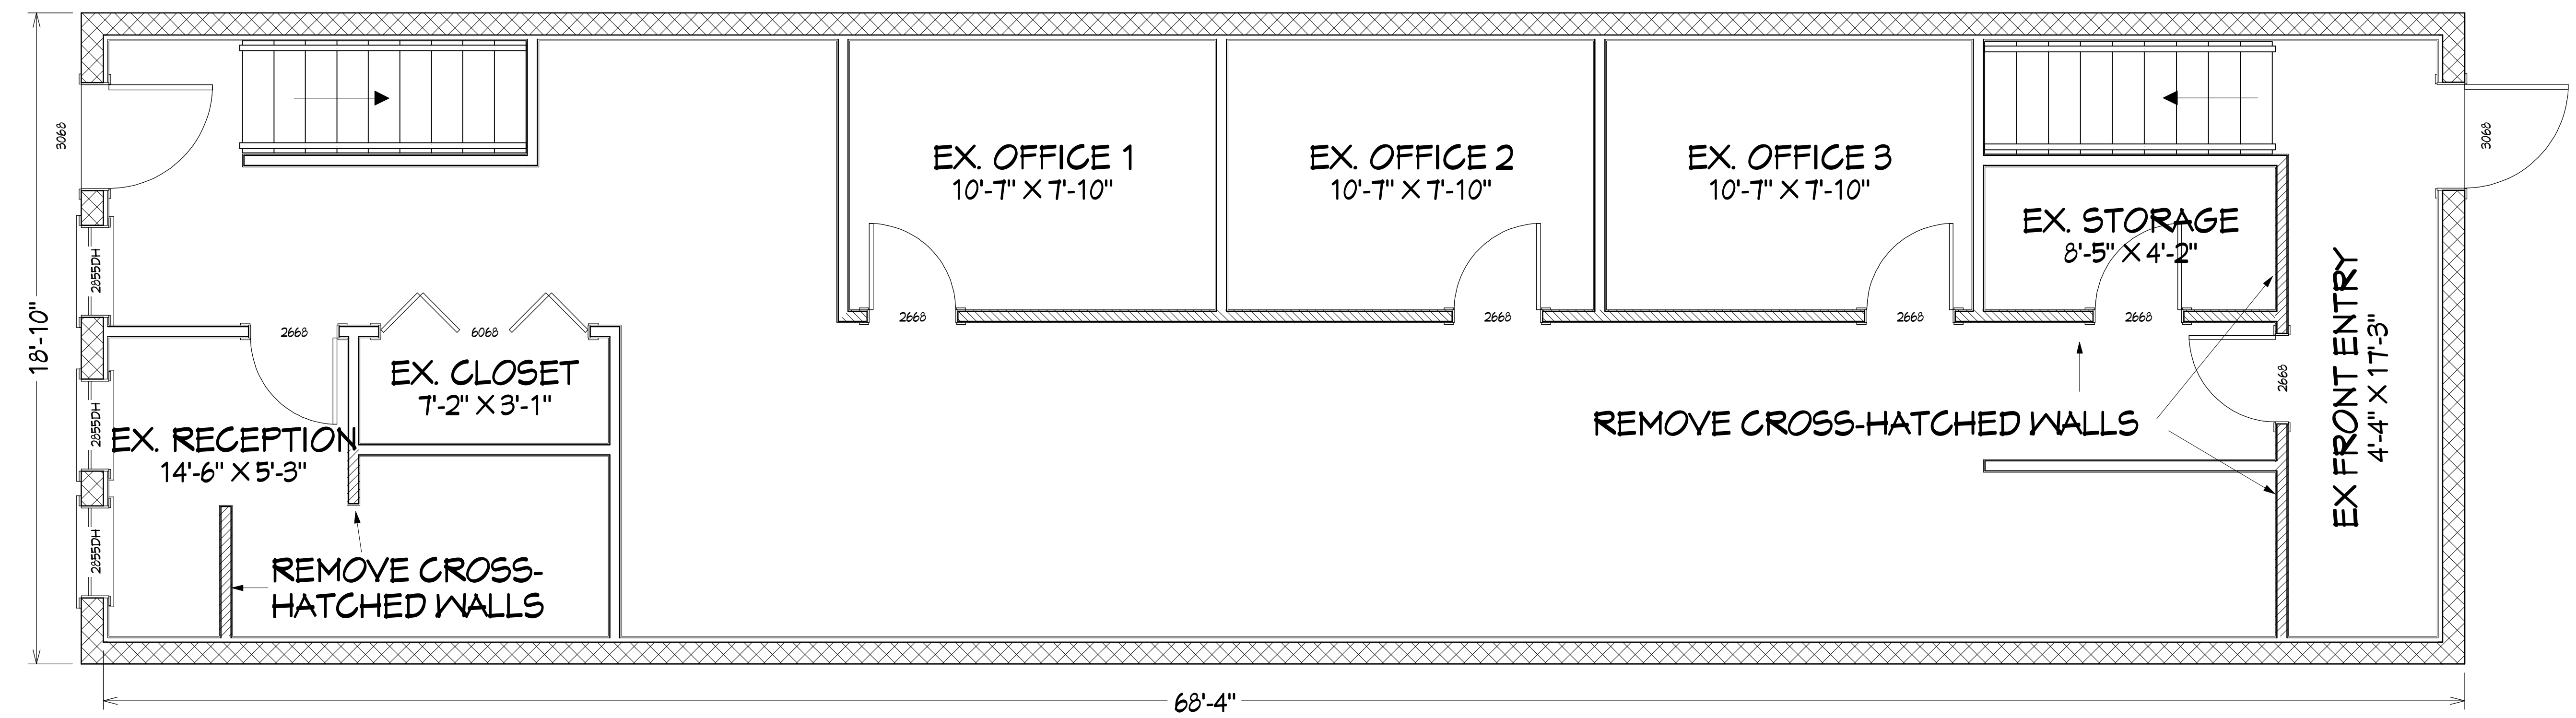 3068
3068
EX. OFFICE 1
10'-7" X 7'-10"
EX. OFFICE 2
10'-7" X 7'-10"
EX. OFFICE 3
10'-7" X 7'-10"
EX. STORAGE
8'-5" X 4'-2"
2855DH
18'-10"
2668
6068
2668
2668
2668
2668
EX. CLOSET
7'-2" X 3'-1"
2668
EX FRONT ENTRY
4'-4" X 17'-3"
2855DH
EX. RECEPTION
14'-6" X 5'-3"
REMOVE CROSS-HATCHED WALLS
2855DH
REMOVE CROSS-
HATCHED WALLS
68'-4"